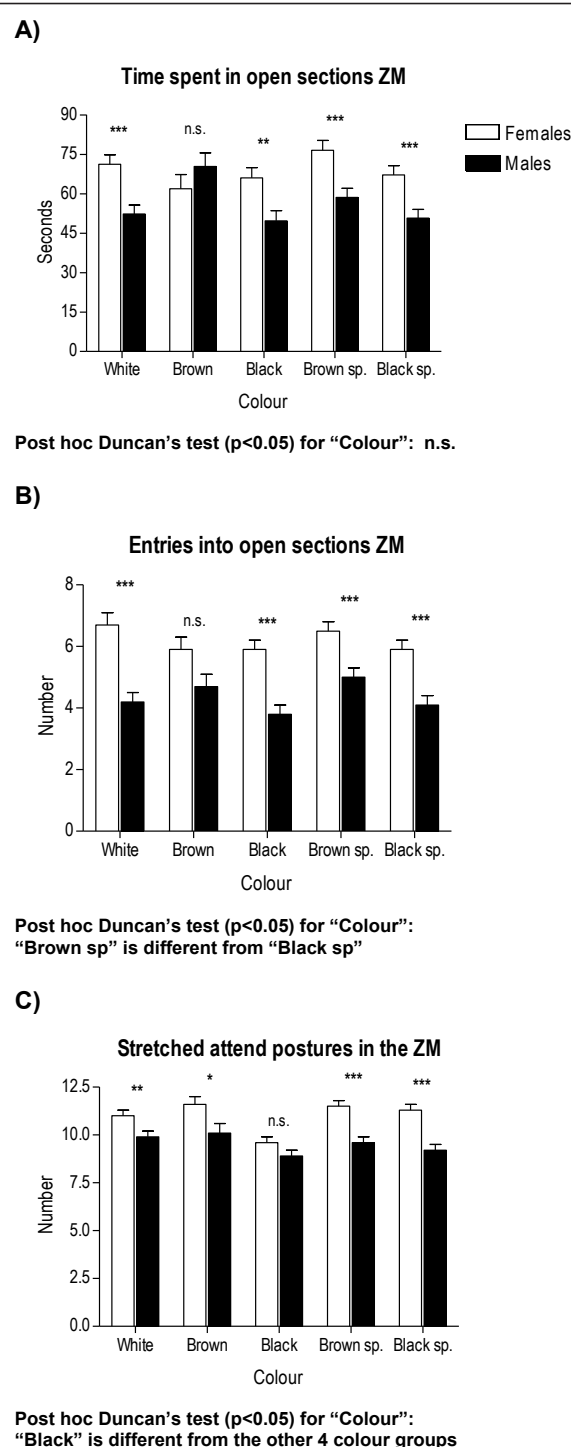 A)
Time spent in open sections ZM
90
75
60
45
30
15
0
Seconds
***
n.s.
**
***
***
Females
Males
White Brown Black Brown sp. Black sp.
Colour
Post hoc Duncan's test (p<0.05) for “Colour”: n.s.
B)
Entries into open sections ZM
8
6
4
2
0
Number
***
n.s.
***
***
***
White Brown Black Brown sp. Black sp.
Colour
Post hoc Duncan's test (p<0.05) for “Colour”:
“Brown sp” is different from “Black sp”
C)
Stretched attend postures in the ZM
12.5
10.0
7.5
5.0
2.5
0.0
Number
**
*
n.s.
***
***
White Brown Black Brown sp. Black sp.
Colour
Post hoc Duncan's test (p<0.05) for “Colour”:
“Black” is different from the other 4 colour groups